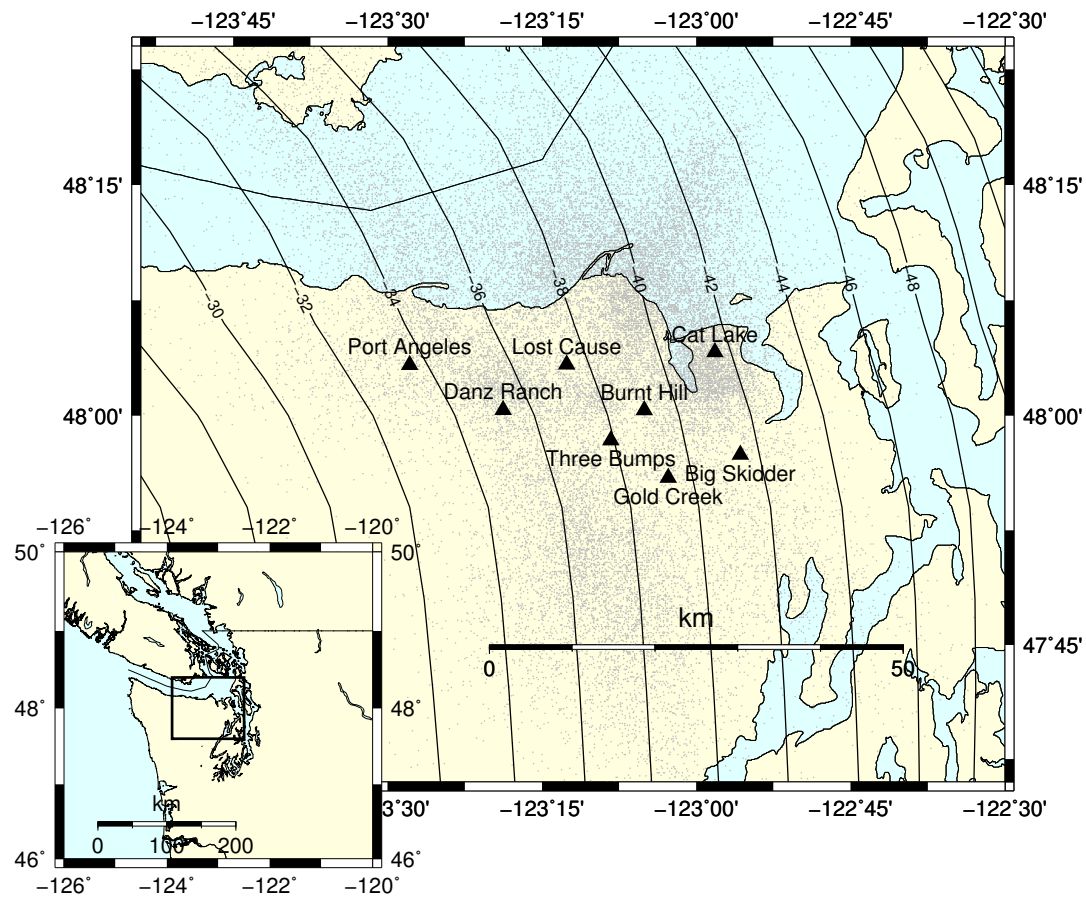 −123˚45' −123˚30' −123˚15' −123˚00' −122˚45' −122˚30'
48˚15' 48˚15'
−30 −32 −34 −36 −38 −40 −42 −44 −46 −48
Cat Lake
Port Angeles Lost Cause
Danz Ranch Burnt Hill
48˚00' 48˚00'
Three Bumps Big Skidder
Gold Creek
−126˚ −124˚ −122˚ −120˚
50˚ 50˚
km
0 50
47˚45'
48˚ 48˚
3˚30' −123˚15' −123˚00' −122˚45' −122˚30'
km
0 100 200
46˚ 46˚
−126˚ −124˚ −122˚ −120˚